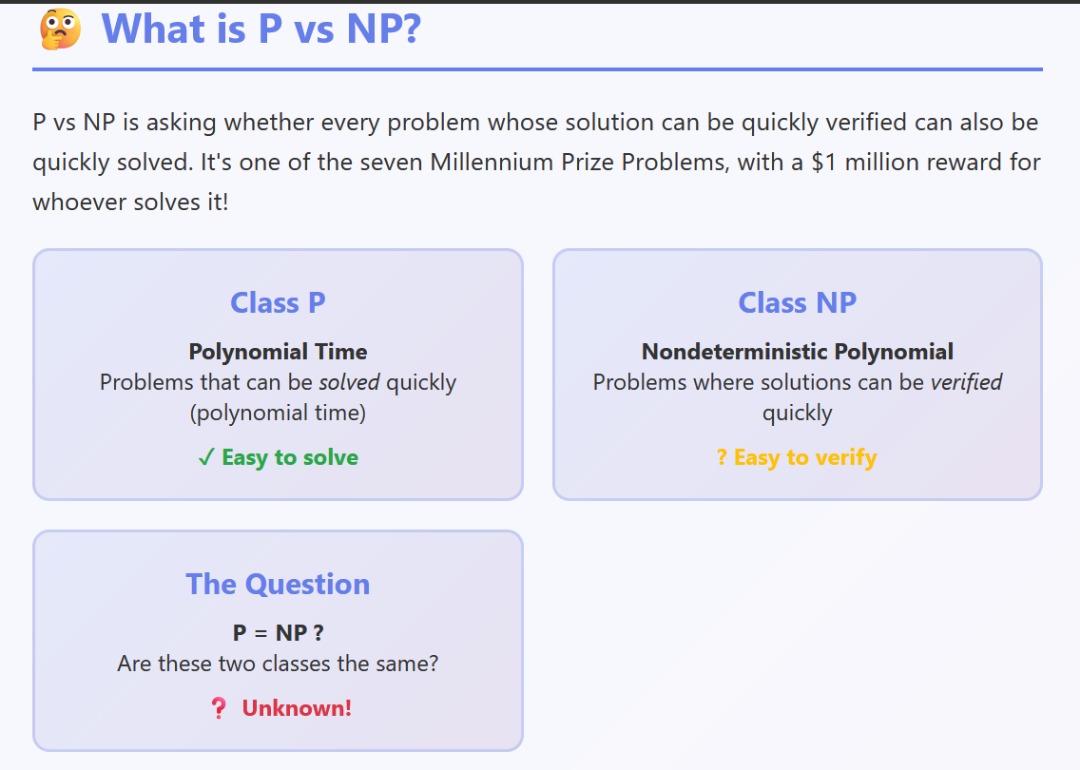 🤔 What is P vs NP?
P vs NP is asking whether every problem whose solution can be quickly verified can also be
quickly solved. It's one of the seven Millennium Prize Problems, with a $1 million reward for
whoever solves it!
Class P
Polynomial Time
Problems that can be solved quickly
(polynomial time)
✓ Easy to solve
Class NP
Nondeterministic Polynomial
Problems where solutions can be verified
quickly
? Easy to verify
The Question
P = NP ?
Are these two classes the same?
❓ Unknown!